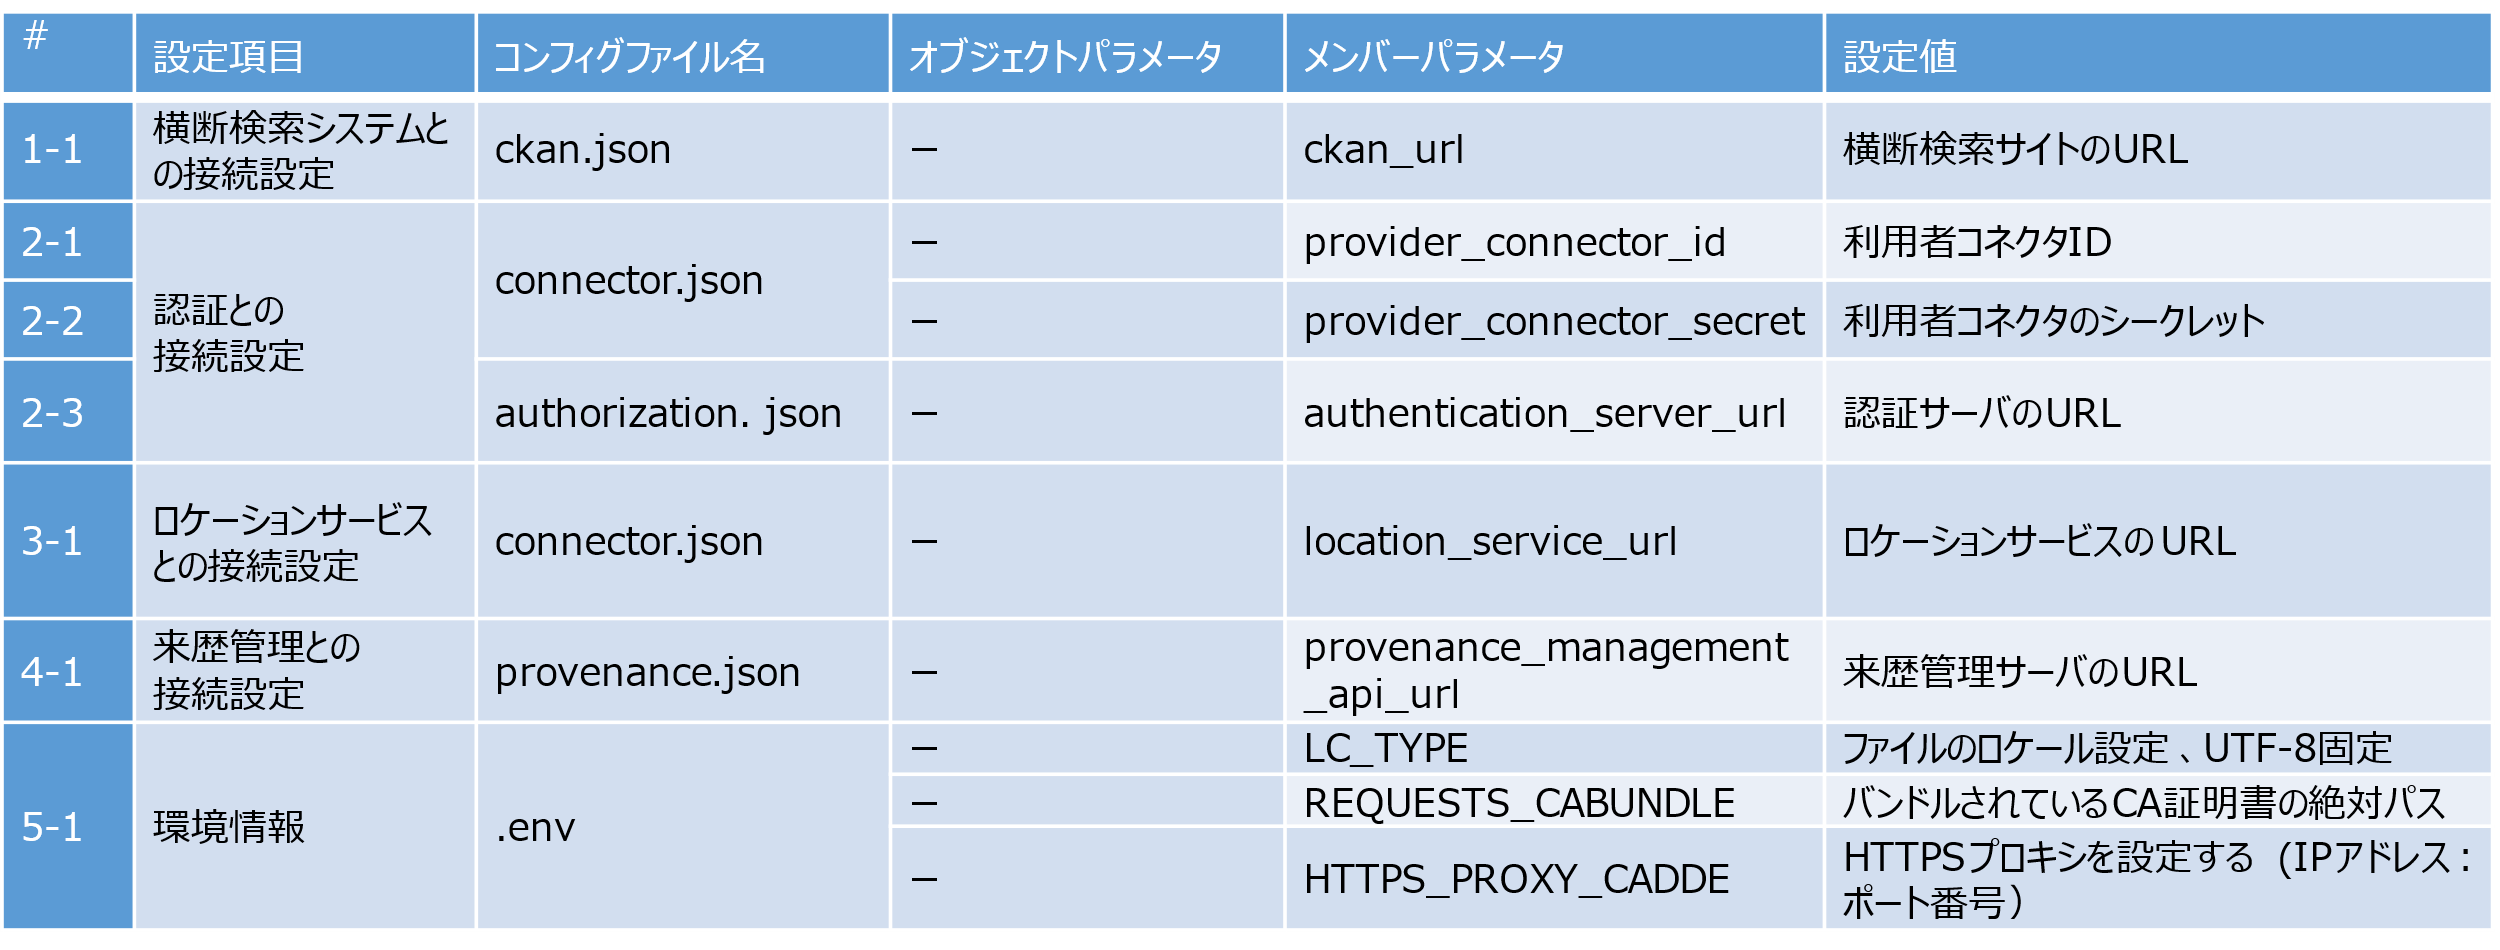 #
設定項目
コンフィグファイル名
オブジェクトパラメータ
メンバーパラメータ
設定値
1-1
横断検索システムと
の接続設定
ckan.json
—
ckan_url
横断検索サイトのURL
2-1
認証との
接続設定
connector.json
—
provider_connector_id
利用者コネクタID
2-2
—
provider_connector_secret
利用者コネクタのシークレット
2-3
authorization. json
—
authentication_server_url
認証サーバのURL
3-1
ロケーションサービス
との接続設定
connector.json
—
location_service_url
ロケーションサービスのURL
4-1
来歴管理との
接続設定
provenance.json
—
provenance_management
_api_url
来歴管理サーバのURL
5-1
環境情報
.env
—
LC_TYPE
ファイルのロケール設定、UTF-8固定
—
REQUESTS_CABUNDLE
バンドルされているCA証明書の絶対パス
—
HTTPS_PROXY_CADDE
HTTPSプロキシを設定する (IPアドレス:
ポート番号)